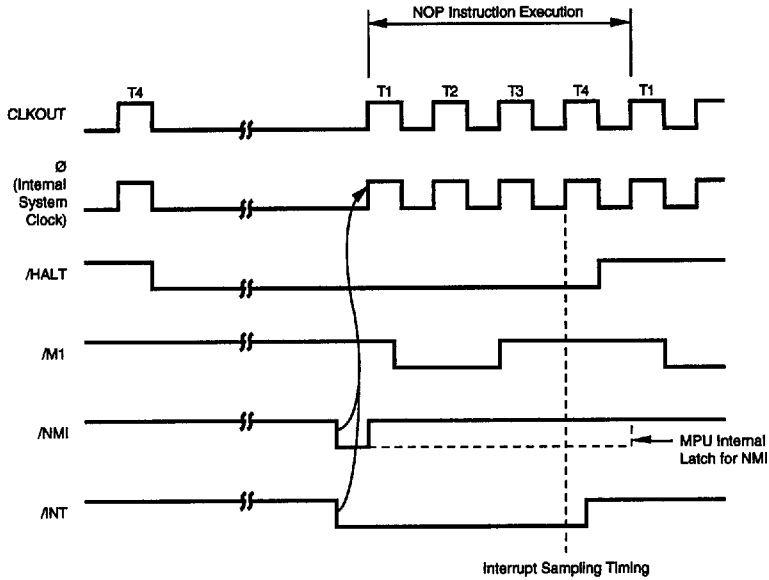 NOP Instruction Execution
T4 T1 T2 T3 T4 T1
CLKOUT
Ø
(Internal
System
Clock)
/HALT
/M1
/NMI
MPU Internal
Latch for NMI
/INT
Interrupt Sampling Timing